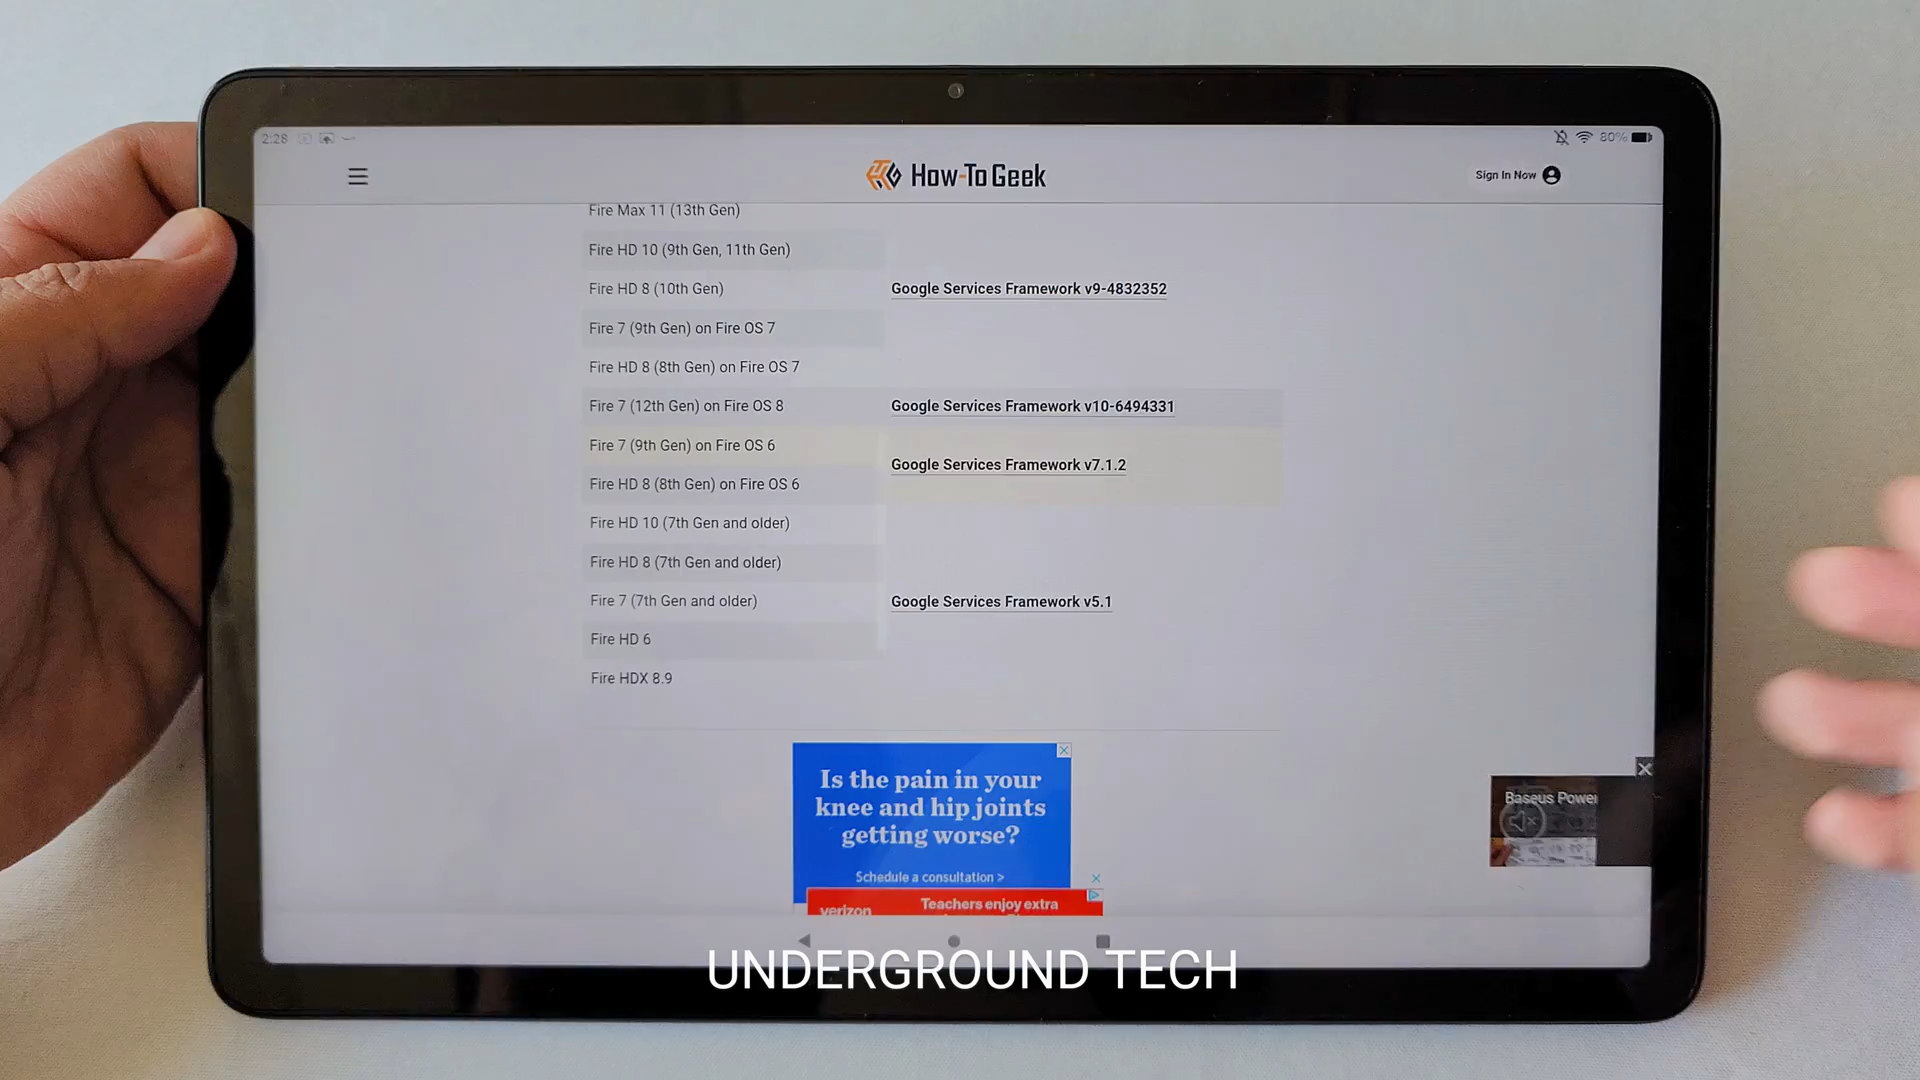 2:28
80%
How-To Geek
Sign In Now
Fire Max 11 (13th Gen)
Fire HD 10 (9th Gen, 11th Gen)
Fire HD 8 (10th Gen)
Google Services Framework v9-4832352
Fire 7 (9th Gen) on Fire OS 7
Fire HD 8 (8th Gen) on Fire OS 7
Fire 7 (12th Gen) on Fire OS 8
Google Services Framework v10-6494331
Fire 7 (9th Gen) on Fire OS 6
Google Services Framework v7.1.2
Fire HD 8 (8th Gen) on Fire OS 6
Fire HD 10 (7th Gen and older)
Fire HD 8 (7th Gen and older)
Fire 7 (7th Gen and older)
Google Services Framework v5.1
Fire HD 6
Fire HDX 8.9
Is the pain in your
knee and hip joints
getting worse?
Schedule a consultation >
Baseus Power
verizon
Teachers enjoy extra
UNDERGROUND TECH